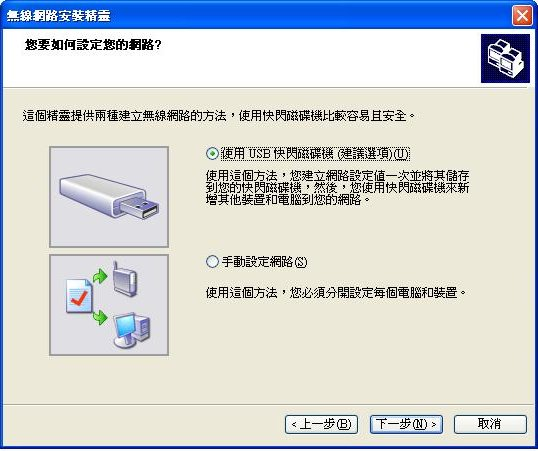 無線網路安裝精靈
您要如何設定您的網路?
這個精靈提供兩種建立無線網路的方法，使用快閃磁碟機比較容易且安全。
使用 USB 快閃磁碟機 (建議選項)(U)
使用這個方法，您建立網路設定值一次並將其儲存
到您的快閃磁碟機，然後，您使用快閃磁碟機來新
增其他裝置和電腦到您的網路。
手動設定網路(S)
使用這個方法，您必須分開設定每個電腦和裝置。
< 上一步(B)
下一步(N) >
取消